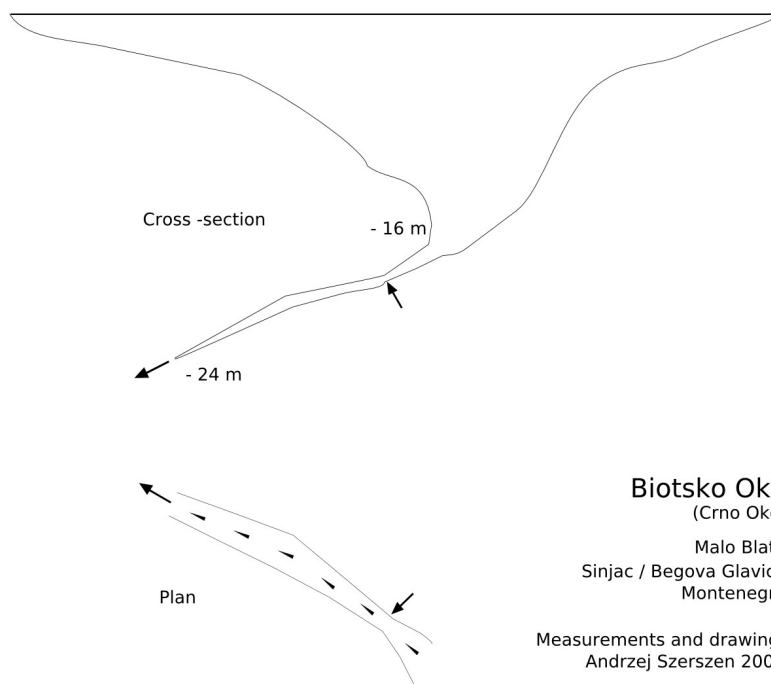 Cross -section
- 16 m
- 24 m
Biotsko Ok
(Crno Ok
Malo Blat
Sinjac / Begova Glavic
Montenegr
Plan
Measurements and drawing
Andrzej Szerszen 200